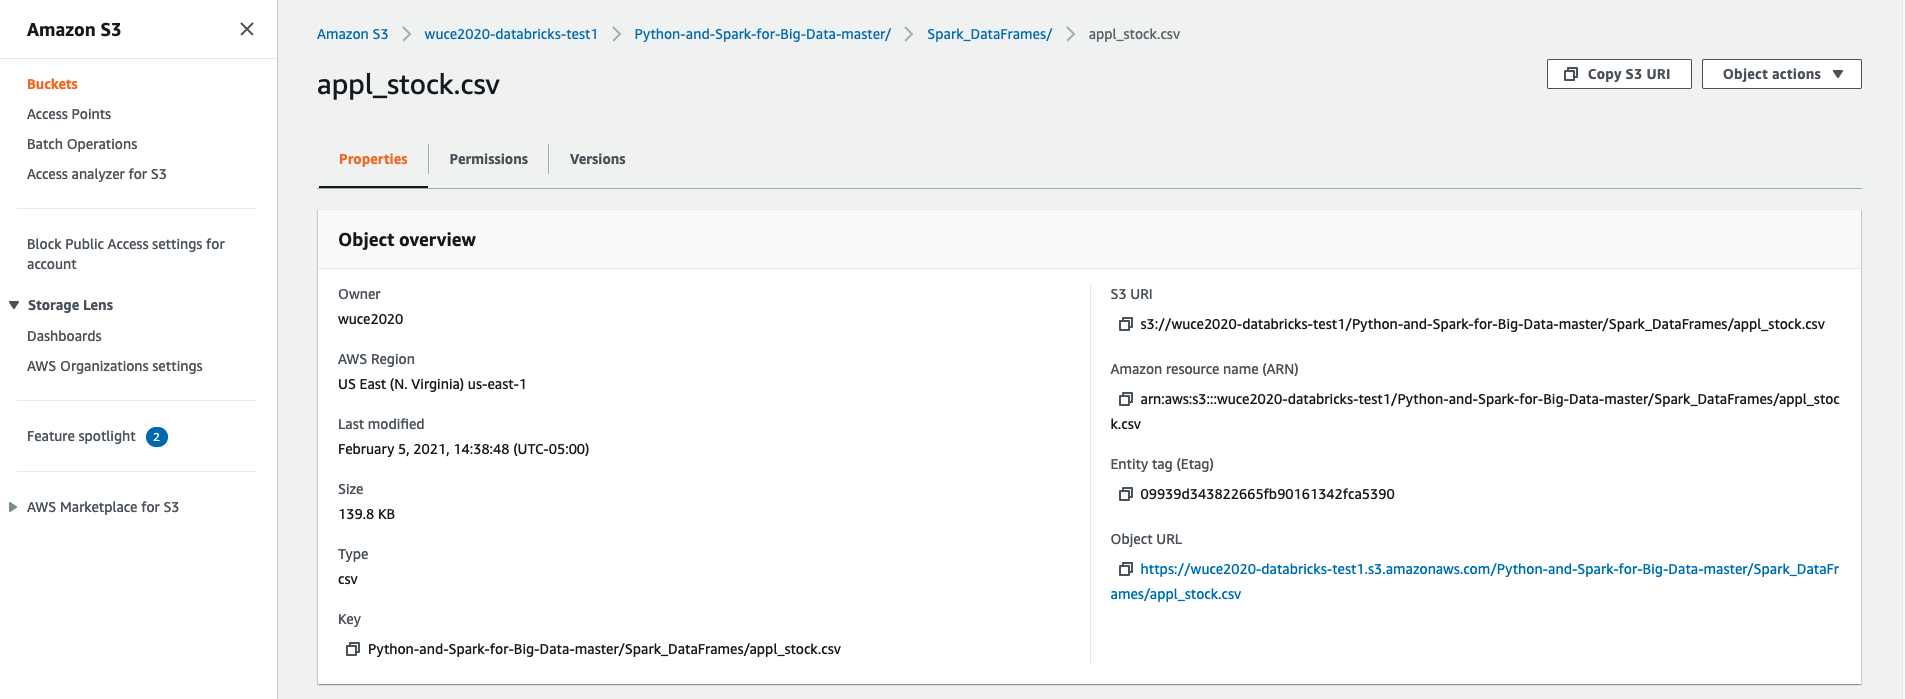 Amazon S3
Buckets
Access Points
Batch Operations
Access analyzer for S3
Block Public Access settings for
account
Storage Lens
Dashboards
AWS Organizations settings
Feature spotlight 2
AWS Marketplace for S3
Amazon S3 wuce2020-databricks-test1 Python-and-Spark-for-Big-Data-master/ Spark_DataFrames/ appl_stock.csv
appl_stock.csv
Copy S3 URI Object actions
Properties Permissions Versions
Object overview
Owner
wuce2020
AWS Region
US East (N. Virginia) us-east-1
Last modified
February 5, 2021, 14:38:48 (UTC-05:00)
Size
139.8 KB
Type
csv
Key
Python-and-Spark-for-Big-Data-master/Spark_DataFrames/appl_stock.csv
S3 URI
s3://wuce2020-databricks-test1/Python-and-Spark-for-Big-Data-master/Spark_DataFrames/appl_stock.csv
Amazon resource name (ARN)
arn:aws:s3:::wuce2020-databricks-test1/Python-and-Spark-for-Big-Data-master/Spark_DataFrames/appl_stoc
k.csv
Entity tag (Etag)
09939d343822665fb90161342fca5390
Object URL
https://wuce2020-databricks-test1.s3.amazonaws.com/Python-and-Spark-for-Big-Data-master/Spark_DataFr
ames/appl_stock.csv